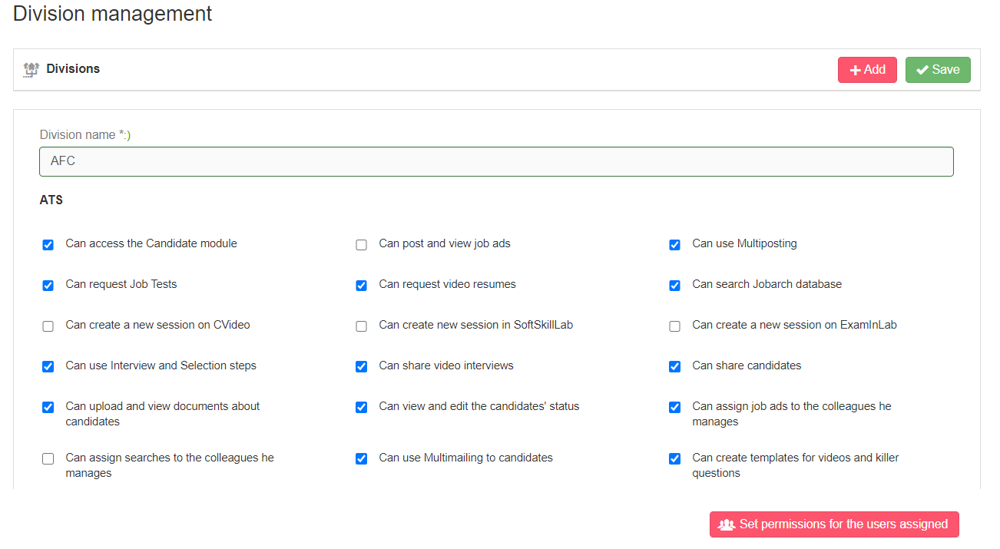 Division management
Divisions
Add
Save
Division name *:)
AFC
ATS
Can access the Candidate module
Can post and view job ads
Can use Multiposting
Can request Job Tests
Can request video resumes
Can search Jobarch database
Can create a new session on CVideo
Can create new session in SoftSkillLab
Can create a new session on ExamInLab
Can use Interview and Selection steps
Can share video interviews
Can share candidates
Can upload and view documents about
candidates
Can view and edit the candidates' status
Can assign job ads to the colleagues he
manages
Can assign searches to the colleagues he
manages
Can use Multimailing to candidates
Can create templates for videos and killer
questions
Set permissions for the users assigned